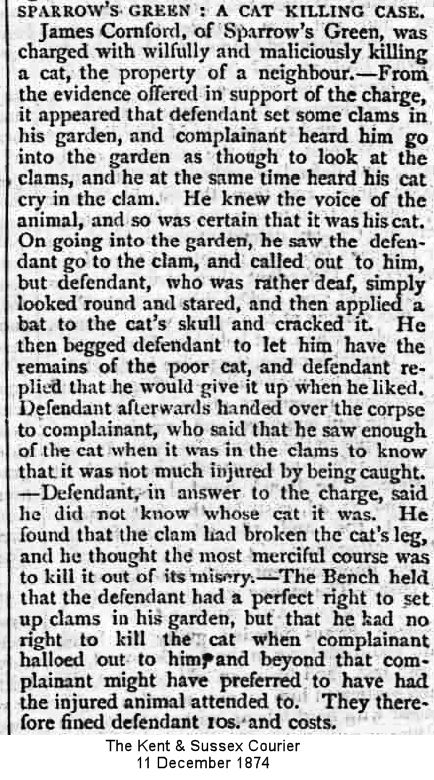 SPARROW'S GREEN : A CAT KILLING CASE.
James Cornford, of Sparrow's Green, was
charged with wilfully and maliciously killing
a cat, the property of a neighbour.—From
the evidence offered in support of the charge,
it appeared that defendant set some clams in
his garden, and complainant heard him go
into the garden as though to look at the
clams, and he at the same time heard his cat
cry in the clam. He knew the voice of the
animal, and so was certain that it was his cat.
On going into the garden, he saw the defen-
dant go to the clam, and called out to him,
but defendant, who was rather deaf, simply
looked round and stared, and then applied a
bat to the cat's skull and cracked it. He
then begged defendant to let him have the
remains of the poor cat, and defendant re-
plied that he would give it up when he liked.
Defendant afterwards handed over the corpse
to complainant, who said that he saw enough
of the cat when it was in the clams to know
that it was not much injured by being caught.
—Defendant, in answer to the charge, said
he did not know whose cat it was. He
found that the clam had broken the cat's leg,
and he thought the most merciful course was
to kill it out of its misery.—The Bench held
that the defendant had a perfect right to set
up clams in his garden, but that he had no
right to kill the cat when complainant
halloed out to him, and beyond that com-
plainant might have preferred to have had
the injured animal attended to. They there-
fore fined defendant 10s. and costs.
The Kent & Sussex Courier
11 December 1874